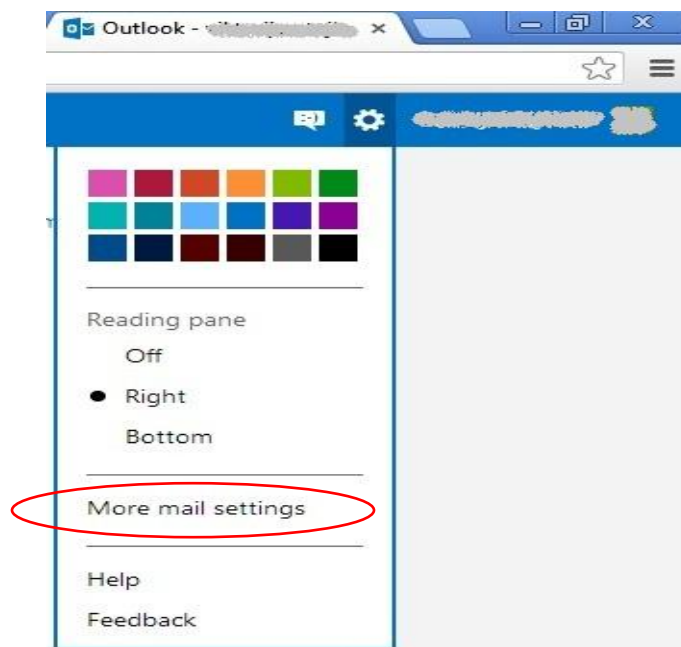 Outlook -
Reading pane
Off
Right
Bottom
More mail settings
Help
Feedback